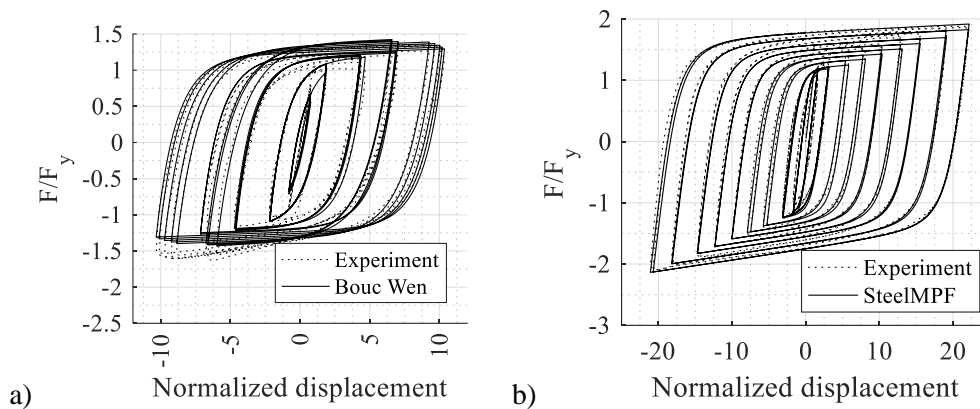 1.5
1
0.5
0
-0.5
-1
-1.5
-2
-2.5
F/Fy
-10
-5
0
5
10
Experiment
Bouc Wen
Normalized displacement
a)
2
1
0
-1
-2
-3
F/Fy
-20
-10
0
10
20
Experiment
SteelMPF
Normalized displacement
b)